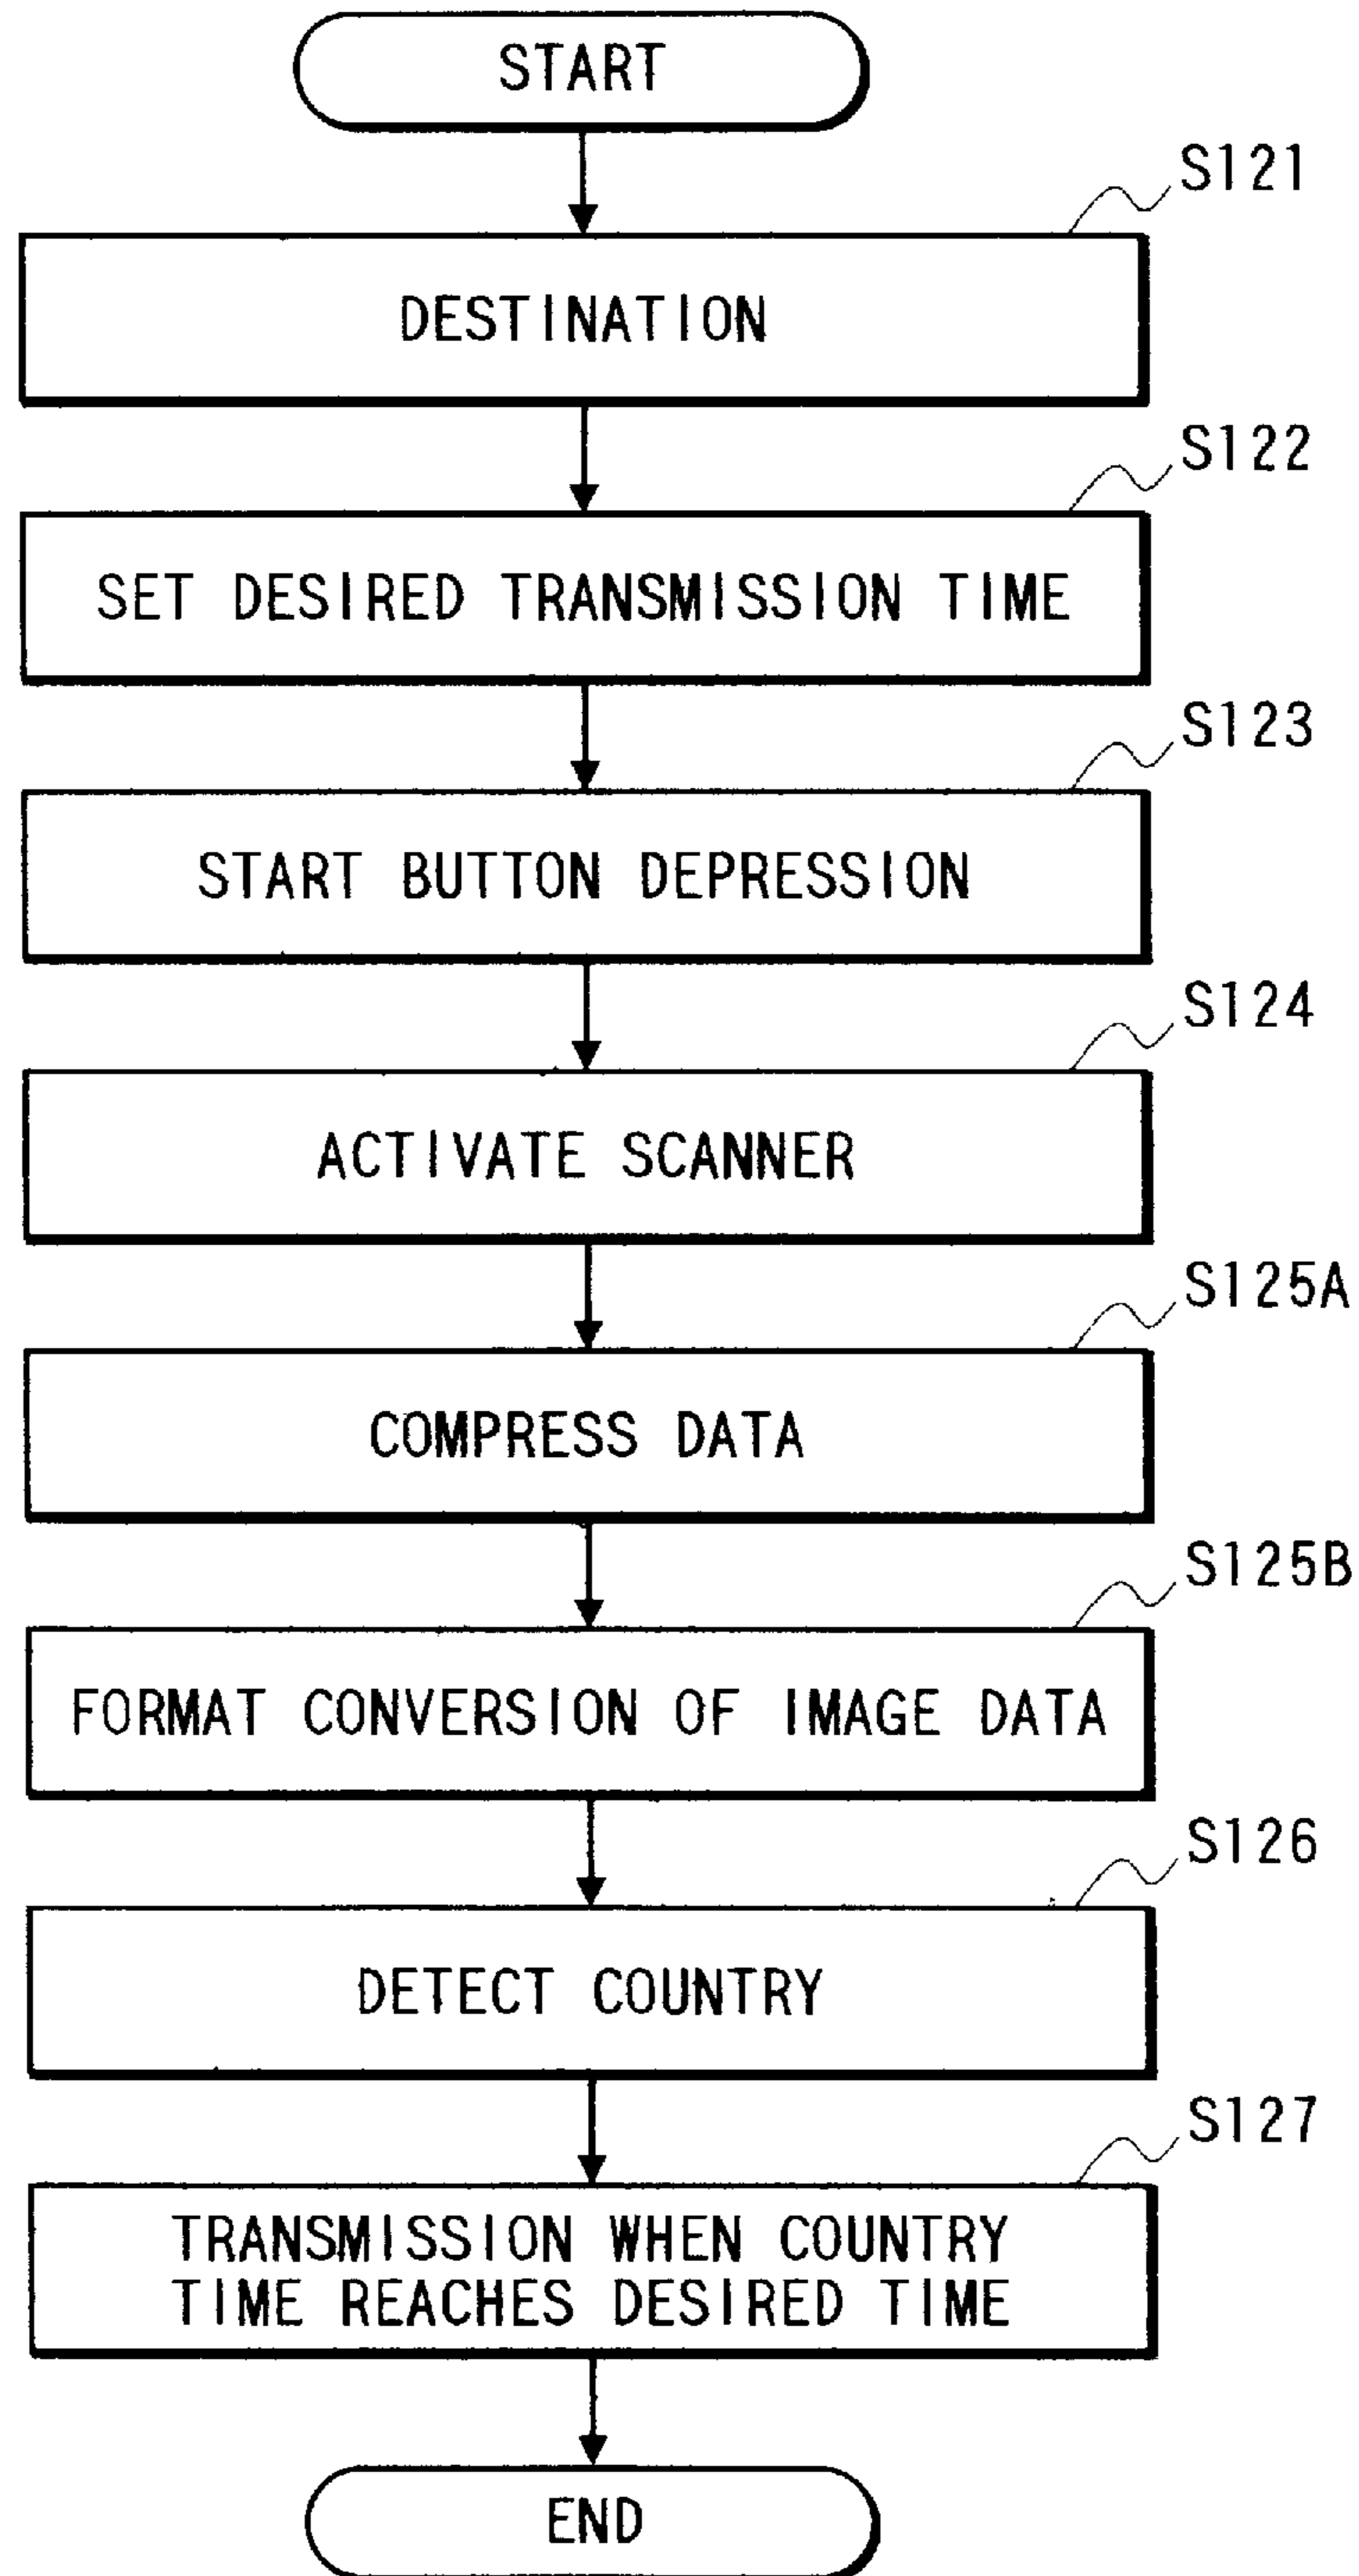 START
S121
DESTINATION
S122
SET DESIRED TRANSMISSION TIME
S123
START BUTTON DEPRESSION
S124
ACTIVATE SCANNER
S125A
COMPRESS DATA
S125B
FORMAT CONVERSION OF IMAGE DATA
S126
DETECT COUNTRY
S127
TRANSMISSION WHEN COUNTRY
TIME REACHES DESIRED TIME
END